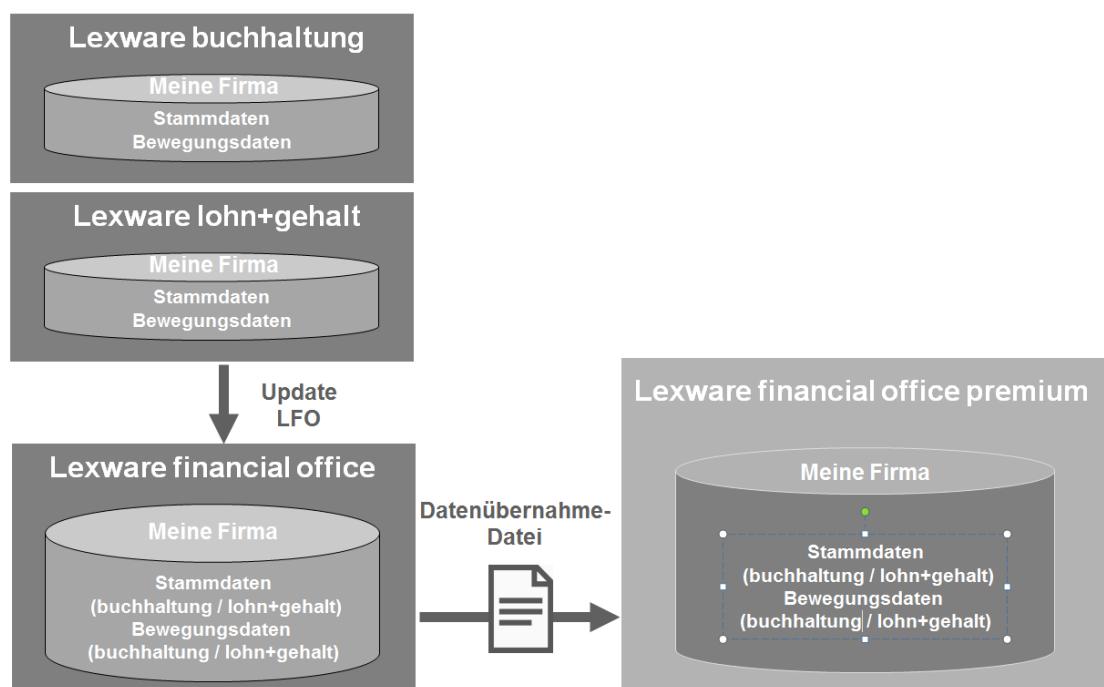 Lexware buchhaltung
Meine Firma
Stammdaten
Bewegungsdaten
Lexware lohn+gehalt
Meine Firma
Stammdaten
Bewegungsdaten
Update
LFO
Lexware financial office
Meine Firma
Stammdaten
(buchhaltung / lohn+gehalt)
Bewegungsdaten
(buchhaltung / lohn+gehalt)
Datenübernahme-
Datei
Lexware financial office premium
Meine Firma
Stammdaten
(buchhaltung / lohn+gehalt)
Bewegungsdaten
(buchhaltung / lohn+gehalt)